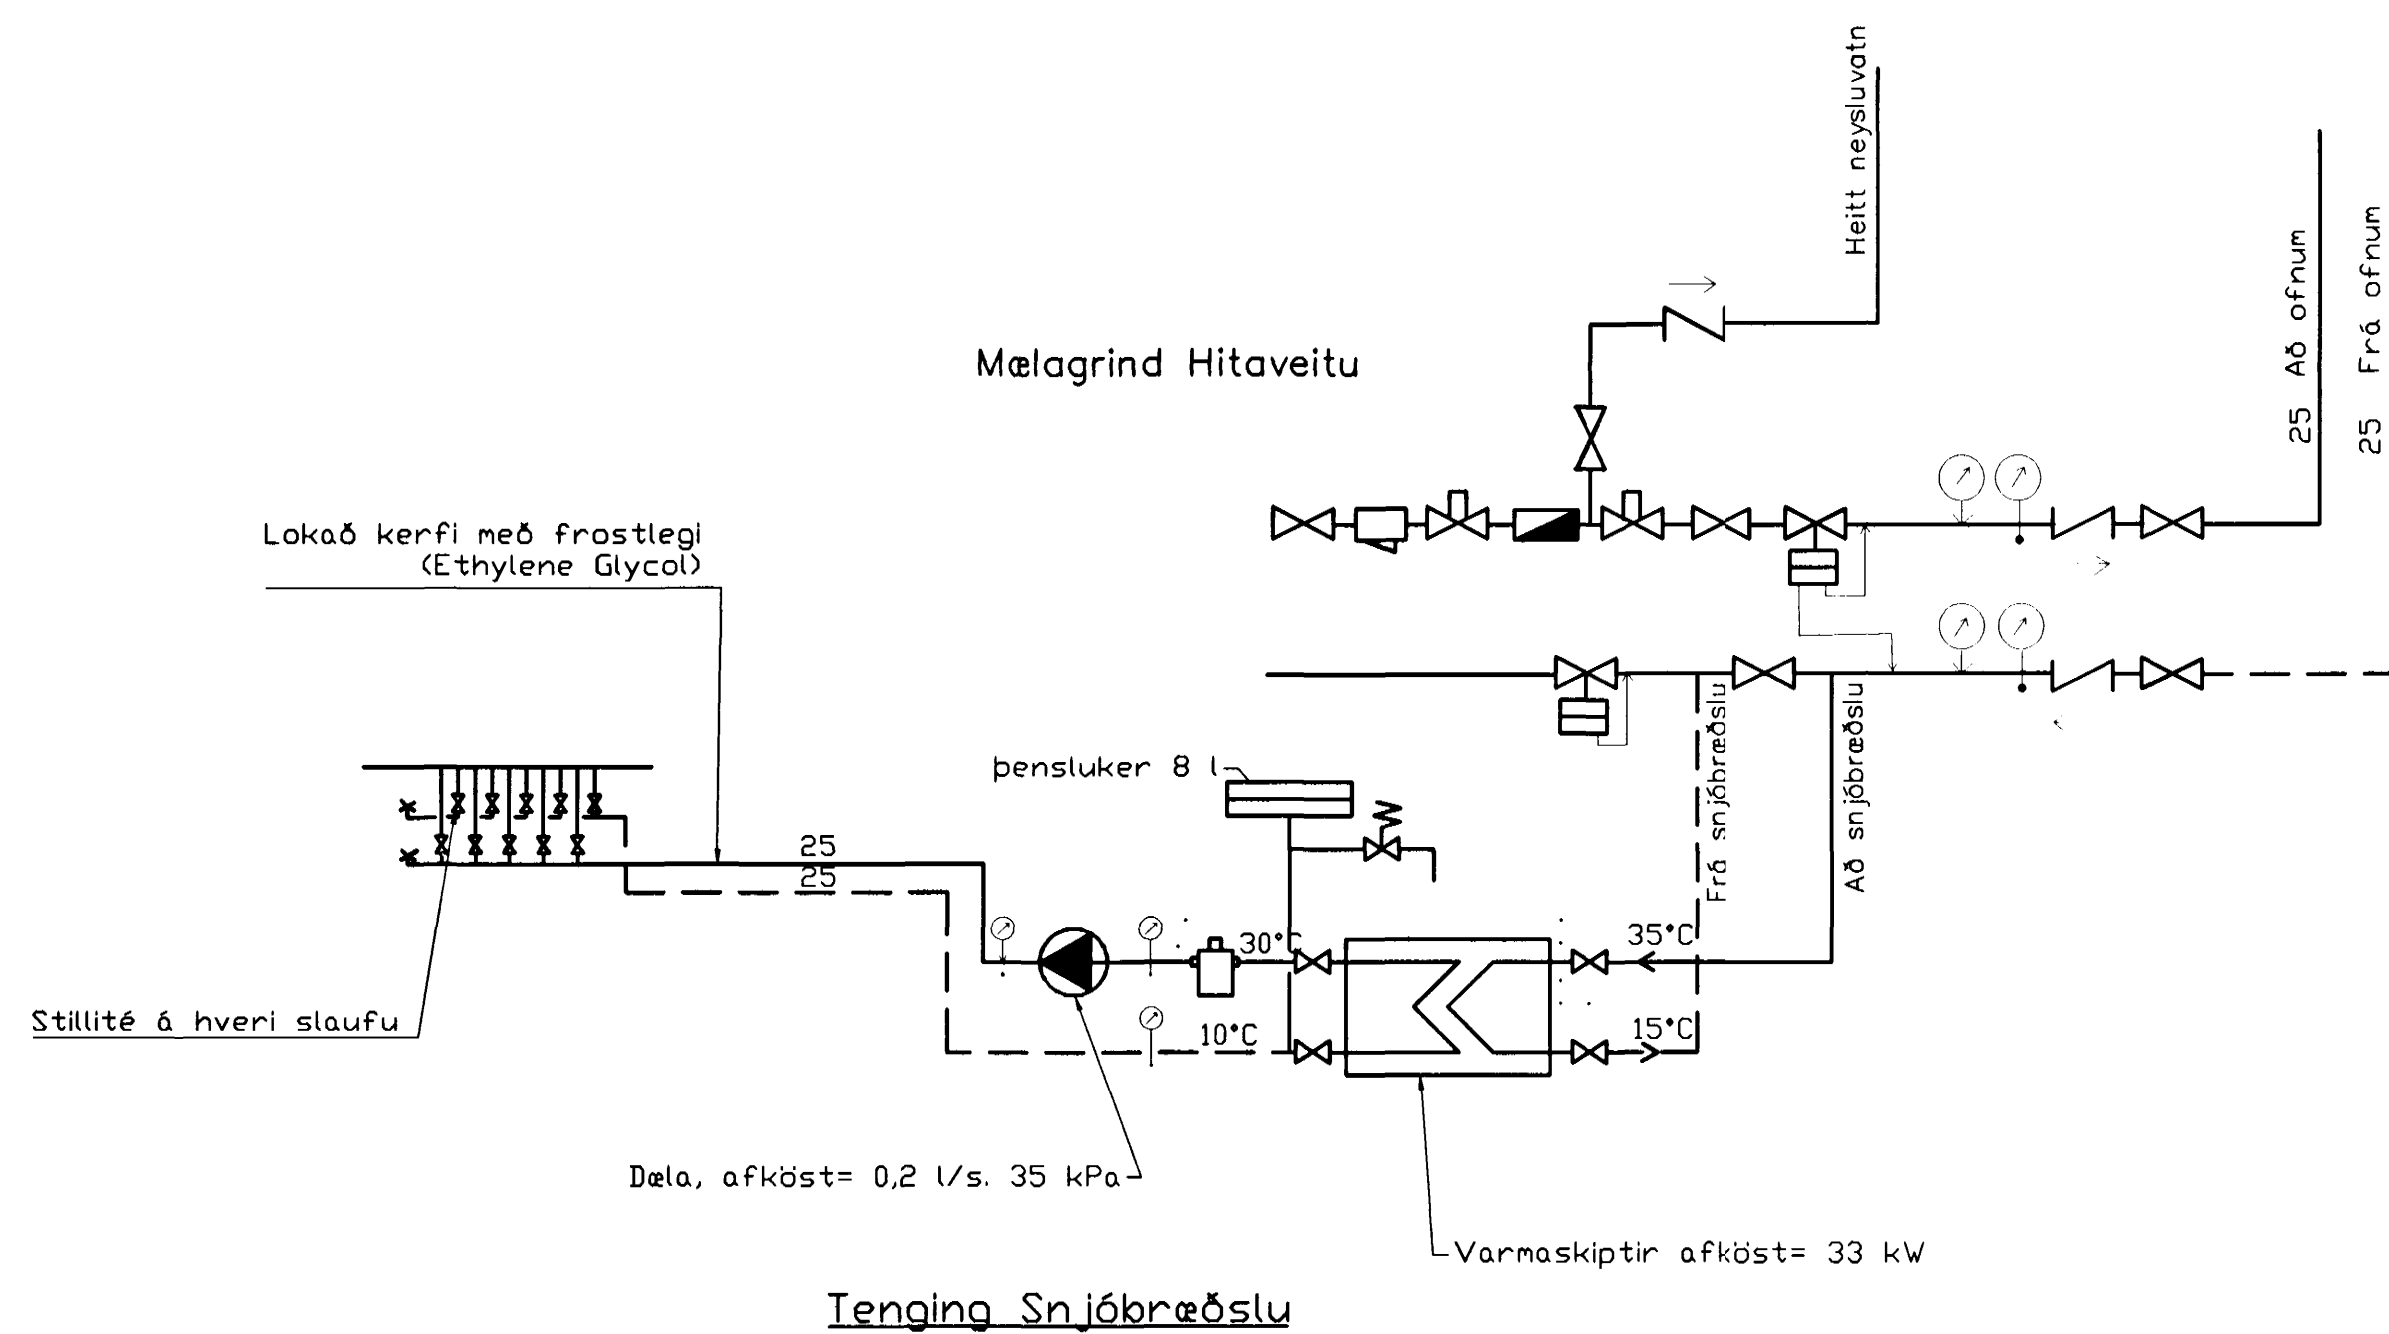 Heitt neysluvatn
25 Að ofnum
25 Frá ofnum
Mælagrind Hitaveitu
Lokað kerfi með frostlegi
(Ethylene Glycol)
Frá snjóbræðslu
Að snjóbræðslu
þensluker 8 l
25
25
30°C
35°C
10°C
15°C
Stillité á hveri slaufu
Dæla, afköst= 0,2 l/s. 35 kPa
Varmaskiptir afköst= 33 kW
Tenging Snjóbræðslu